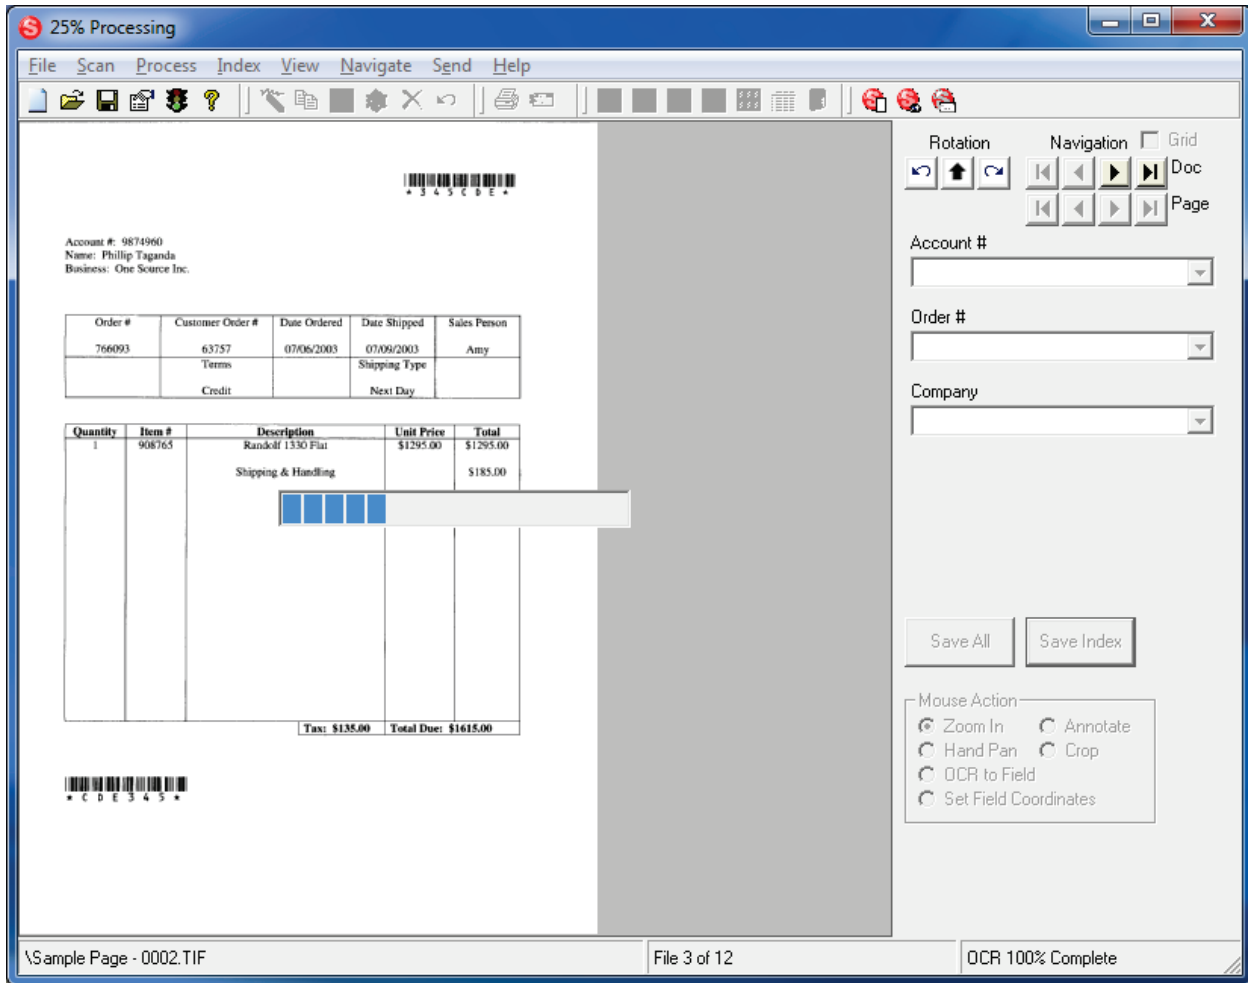 25% Processing
File Scan Process Index View Navigate Send Help
Rotation Navigation Grid
Doc
Page
*345CDE*
Account #: 9874960
Name: Phillip Taganda
Business: One Source Inc.
Order # Customer Order # Date Ordered Date Shipped Sales Person
766093 63757 07/06/2003 07/09/2003 Amy
Terms Shipping Type
Credit Next Day
Quantity Item # Description Unit Price Total
1 908765 Randolf 1330 Flat $1295.00 $1295.00
Shipping & Handling $185.00
Tax: $135.00 Total Due: $1615.00
*CDE345*
Account #
Order #
Company
Save All Save Index
Mouse Action
Zoom In Annotate
Hand Pan Crop
OCR to Field
Set Field Coordinates
\Sample Page - 0002.TIF File 3 of 12 OCR 100% Complete